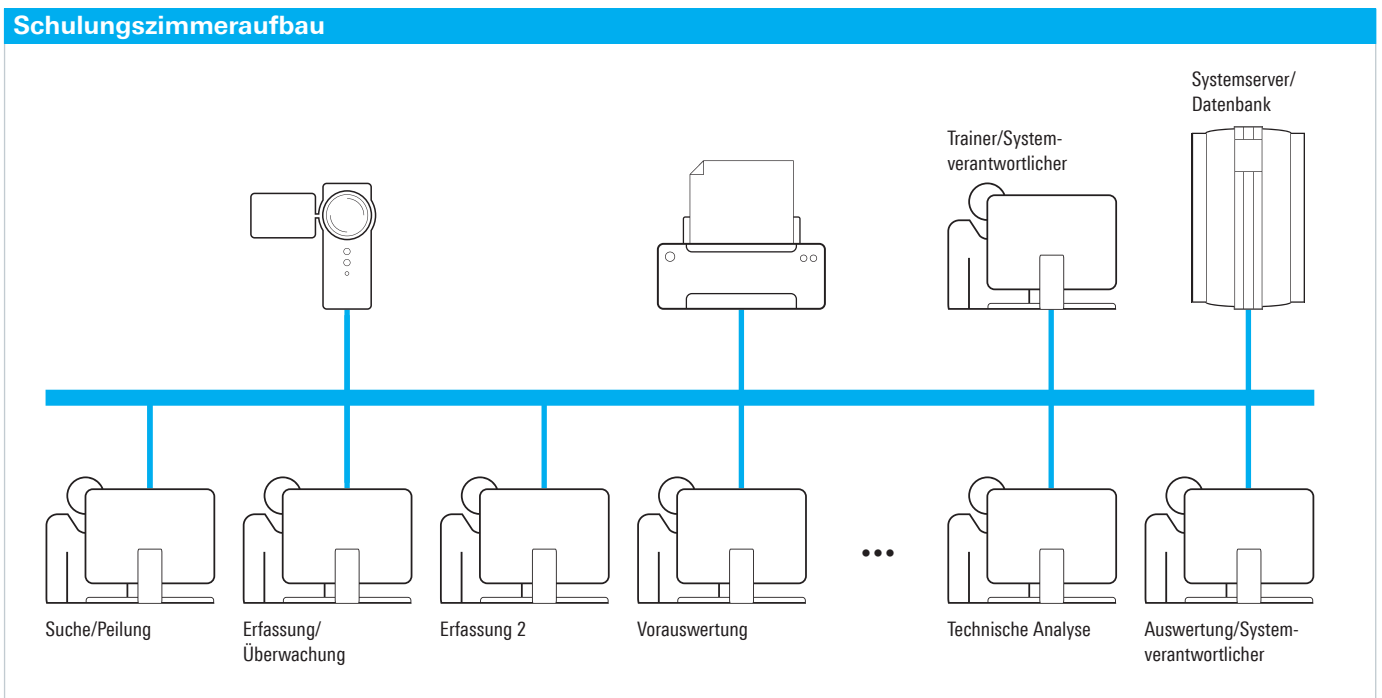 Schulungszimmeraufbau
Systemserver/
Datenbank
Trainer/System-
verantwortlicher
Suche/Peilung
Erfassung/
Überwachung
Erfassung 2
Vorauswertung
•••
Technische Analyse
Auswertung/System-
verantwortlicher